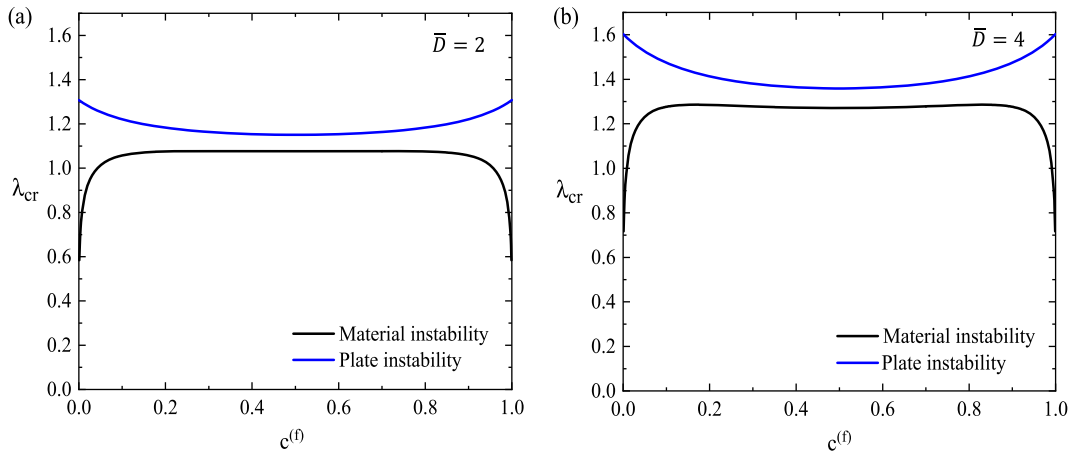 (a)
D̅ = 2
1.6
1.4
1.2
1.0
0.8
0.6
0.4
0.2
0.0
λcr
Material instability
Plate instability
0.0 0.2 0.4 0.6 0.8 1.0
c(f)
(b)
D̅ = 4
1.6
1.4
1.2
1.0
0.8
0.6
0.4
0.2
0.0
λcr
Material instability
Plate instability
0.0 0.2 0.4 0.6 0.8 1.0
c(f)